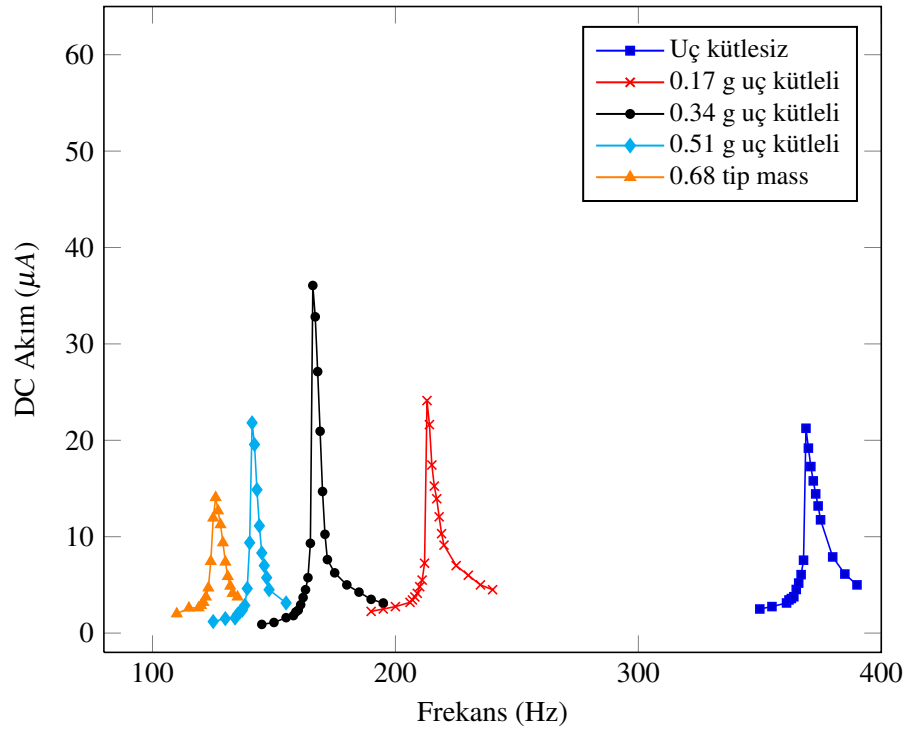 60
50
40
30
20
10
0
DC Akım (μA)
Uç kütlesiz
0.17 g uç kütleli
0.34 g uç kütleli
0.51 g uç kütleli
0.68 tip mass
100
200
300
400
Frekans (Hz)